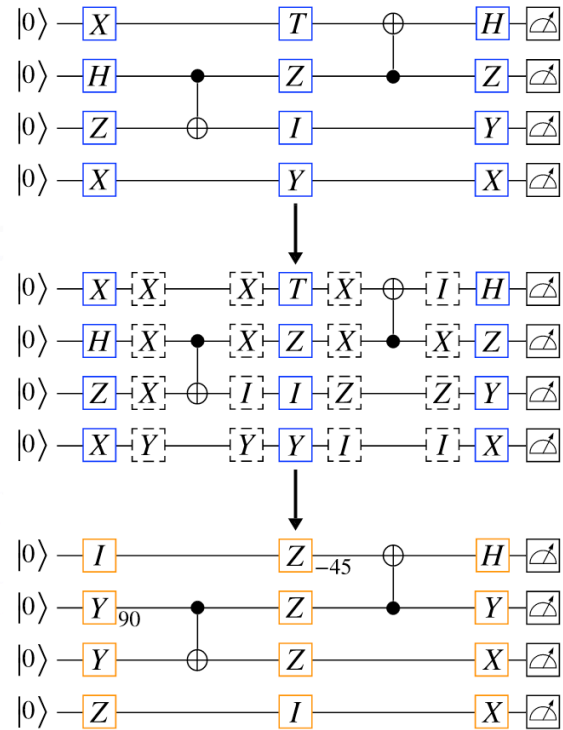 |0⟩ X T H
|0⟩ H Z Z
|0⟩ Z I Y
|0⟩ X Y X
|0⟩ X X X T X I H
|0⟩ H X X Z X X Z
|0⟩ Z X I I Z Z Y
|0⟩ X Y Y Y I I X
|0⟩ I Z −45 H
|0⟩ Y 90 Z Y
|0⟩ Y Z X
|0⟩ Z I X